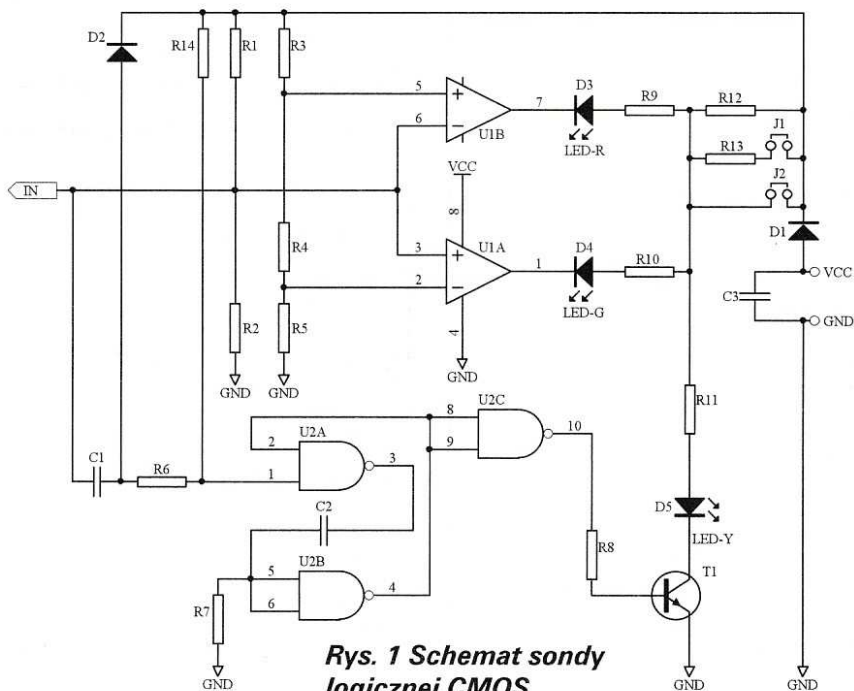 D2
R14
R1
R3
5
6
+
−
U1B
7
D3
LED-R
R9
R12
J1
R13
J2
D1
IN
VCC
8
R4
3
2
+
−
U1A
1
D4
LED-G
R10
VCC
C3
GND
R2
R5
4
GND
GND
GND
R11
U2C
8
9
10
U2A
2
1
3
C1
R6
C2
D5
LED-Y
R8
U2B
5
6
4
R7
T1
GND
GND
GND
Rys. 1 Schemat sondy
logicznej CMOS